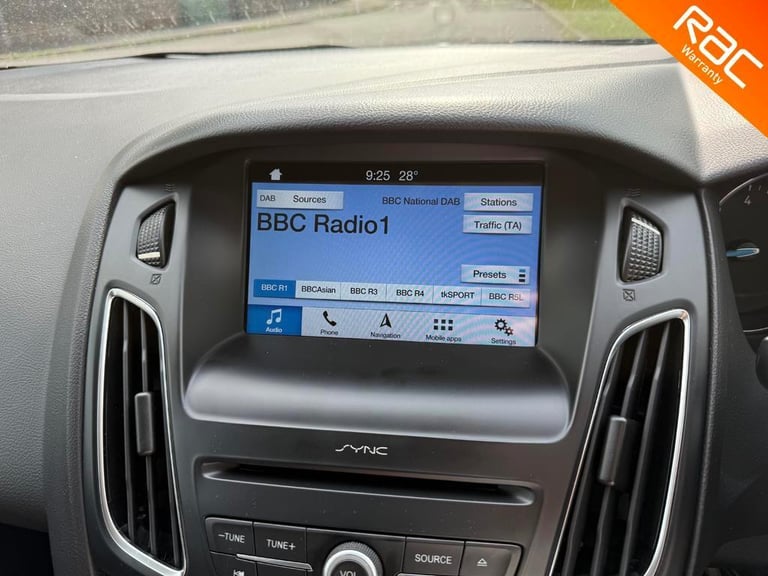 RAC
Warranty
9:25 28°
DAB Sources BBC National DAB Stations
BBC Radio1
Traffic (TA)
Presets
BBC R1 BBCAsian BBC R3 BBC R4 tkSPORT BBC R5L
Audio Phone Navigation Mobile apps Settings
SYNC
−TUNE TUNE+ SOURCE
VOL
4